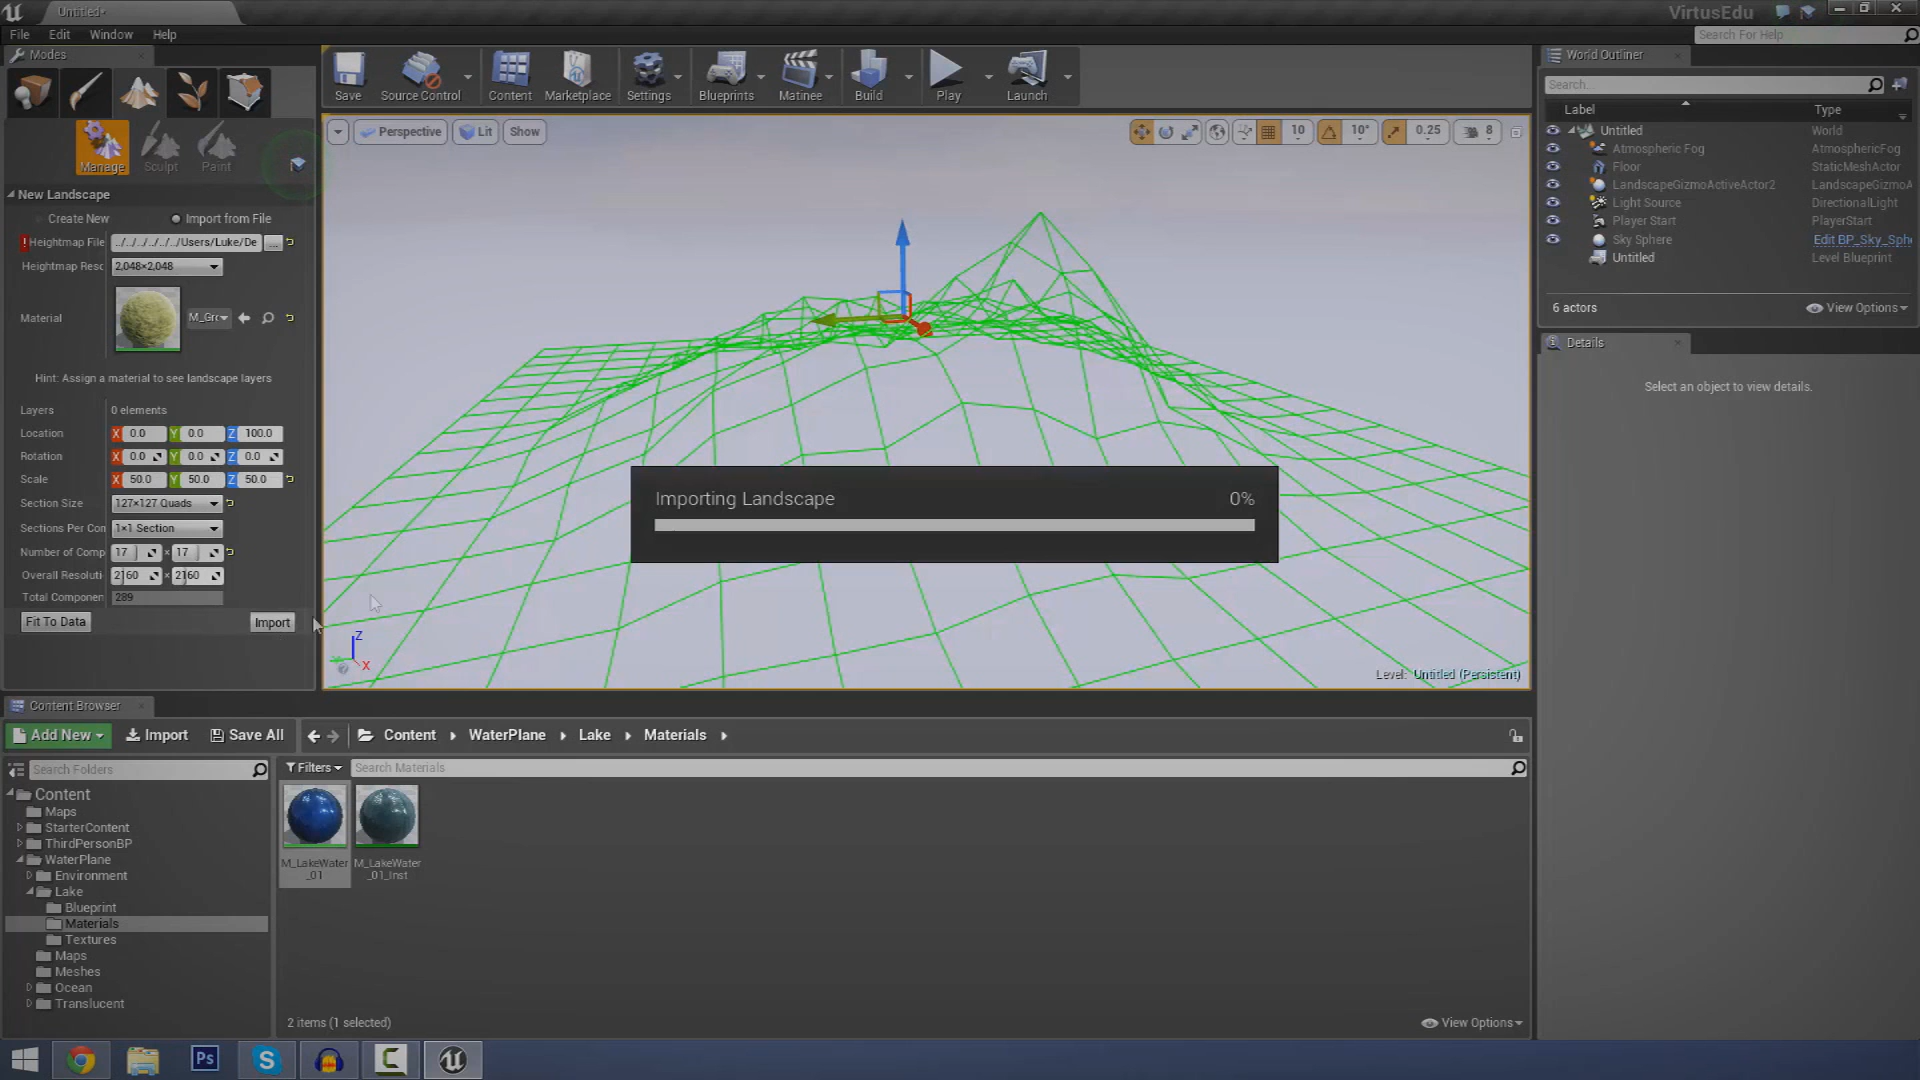 Untitled*
VirtusEdu
File Edit Window Help
Search For Help
Modes
Save Source Control Content Marketplace Settings Blueprints Matinee Build Play Launch
World Outliner
Search...
Label Type
Untitled World
Atmospheric Fog AtmosphericFog
Floor StaticMeshActor
LandscapeGizmoActiveActor2 LandscapeGizmoA
Light Source DirectionalLight
Player Start PlayerStart
Sky Sphere Edit BP_Sky_Sph
Untitled Level Blueprint
6 actors View Options
Details
Select an object to view details.
Perspective Lit Show
10 10° 0.25 8
Manage Sculpt Paint
New Landscape
Create New Import from File
! Heightmap File ../../../../../../Users/Luke/De ...
Heightmap Reso 2,048×2,048
Material M_Gr
Hint: Assign a material to see landscape layers
Layers 0 elements
Location X 0.0 Y 0.0 Z 100.0
Rotation X 0.0 Y 0.0 Z 0.0
Scale X 50.0 Y 50.0 Z 50.0
Section Size 127×127 Quads
Sections Per Com 1×1 Section
Number of Comp 17 × 17
Overall Resoluti 2160 × 2160
Total Componen 289
Fit To Data Import
Importing Landscape 0%
Z
X
Level: Untitled (Persistent)
Content Browser
Add New Import Save All Content WaterPlane Lake Materials
Search Folders
Filters Search Materials
Content
Maps
StarterContent
ThirdPersonBP
WaterPlane
Environment
Lake
Blueprint
Materials
Textures
Maps
Meshes
Ocean
Translucent
M_LakeWater
_01
M_LakeWater
_01_Inst
2 items (1 selected) View Options
Ps